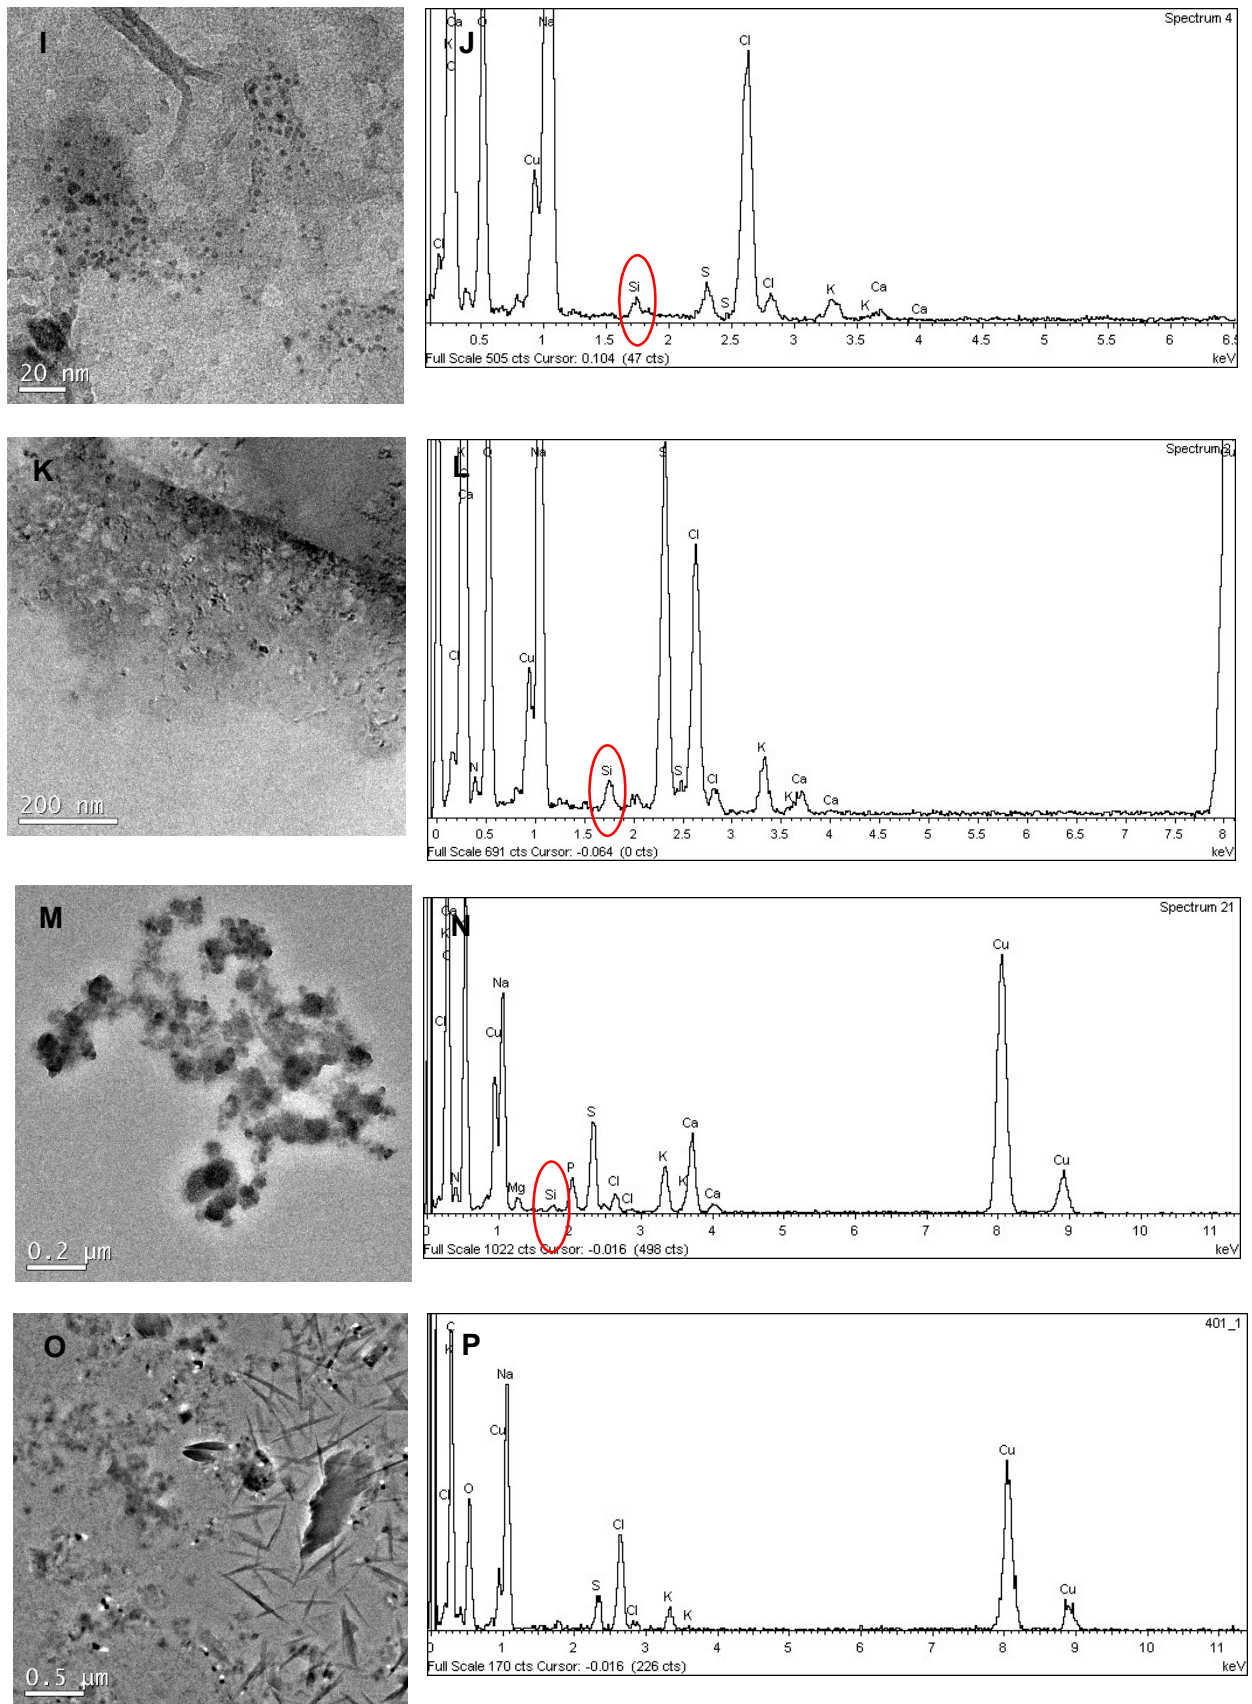 I
20 nm
J
Spectrum 4
Ca
O
Na
K
C
Cl
Cu
Cl
Si
S
S
Cl
K
K
Ca
Ca
0.5 1 1.5 2 2.5 3 3.5 4 4.5 5 5.5 6 6.5
Full Scale 505 cts Cursor: 0.104 (47 cts)
keV
K
200 nm
L
Spectrum
K
O
Na
S
Cu
Ca
Cl
Cl
Cu
N
Si
S
Cl
K
K
Ca
Ca
0 0.5 1 1.5 2 2.5 3 3.5 4 4.5 5 5.5 6 6.5 7 7.5 8
Full Scale 691 cts Cursor: -0.064 (0 cts)
keV
M
0.2 µm
N
Spectrum 21
Ca
K
C
Cl
Na
Cu
N
Mg
Si
P
S
Cl
Cl
K
K
Ca
Ca
Cu
Cu
0 1 2 3 4 5 6 7 8 9 10 11
Full Scale 1022 cts Cursor: -0.016 (498 cts)
keV
O
0.5 µm
P
401_1
C
K
Na
Cu
Cl
O
S
Cl
Cl
K
K
Cu
Cu
0 1 2 3 4 5 6 7 8 9 10 11
Full Scale 170 cts Cursor: -0.016 (226 cts)
keV